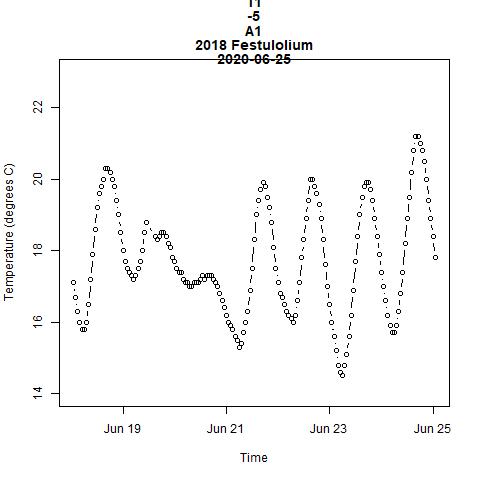 T1
-5
A1
2018 Festulolium
2020-06-25
Temperature (degrees C)
22
20
18
16
14
Jun 19 Jun 21 Jun 23 Jun 25
Time